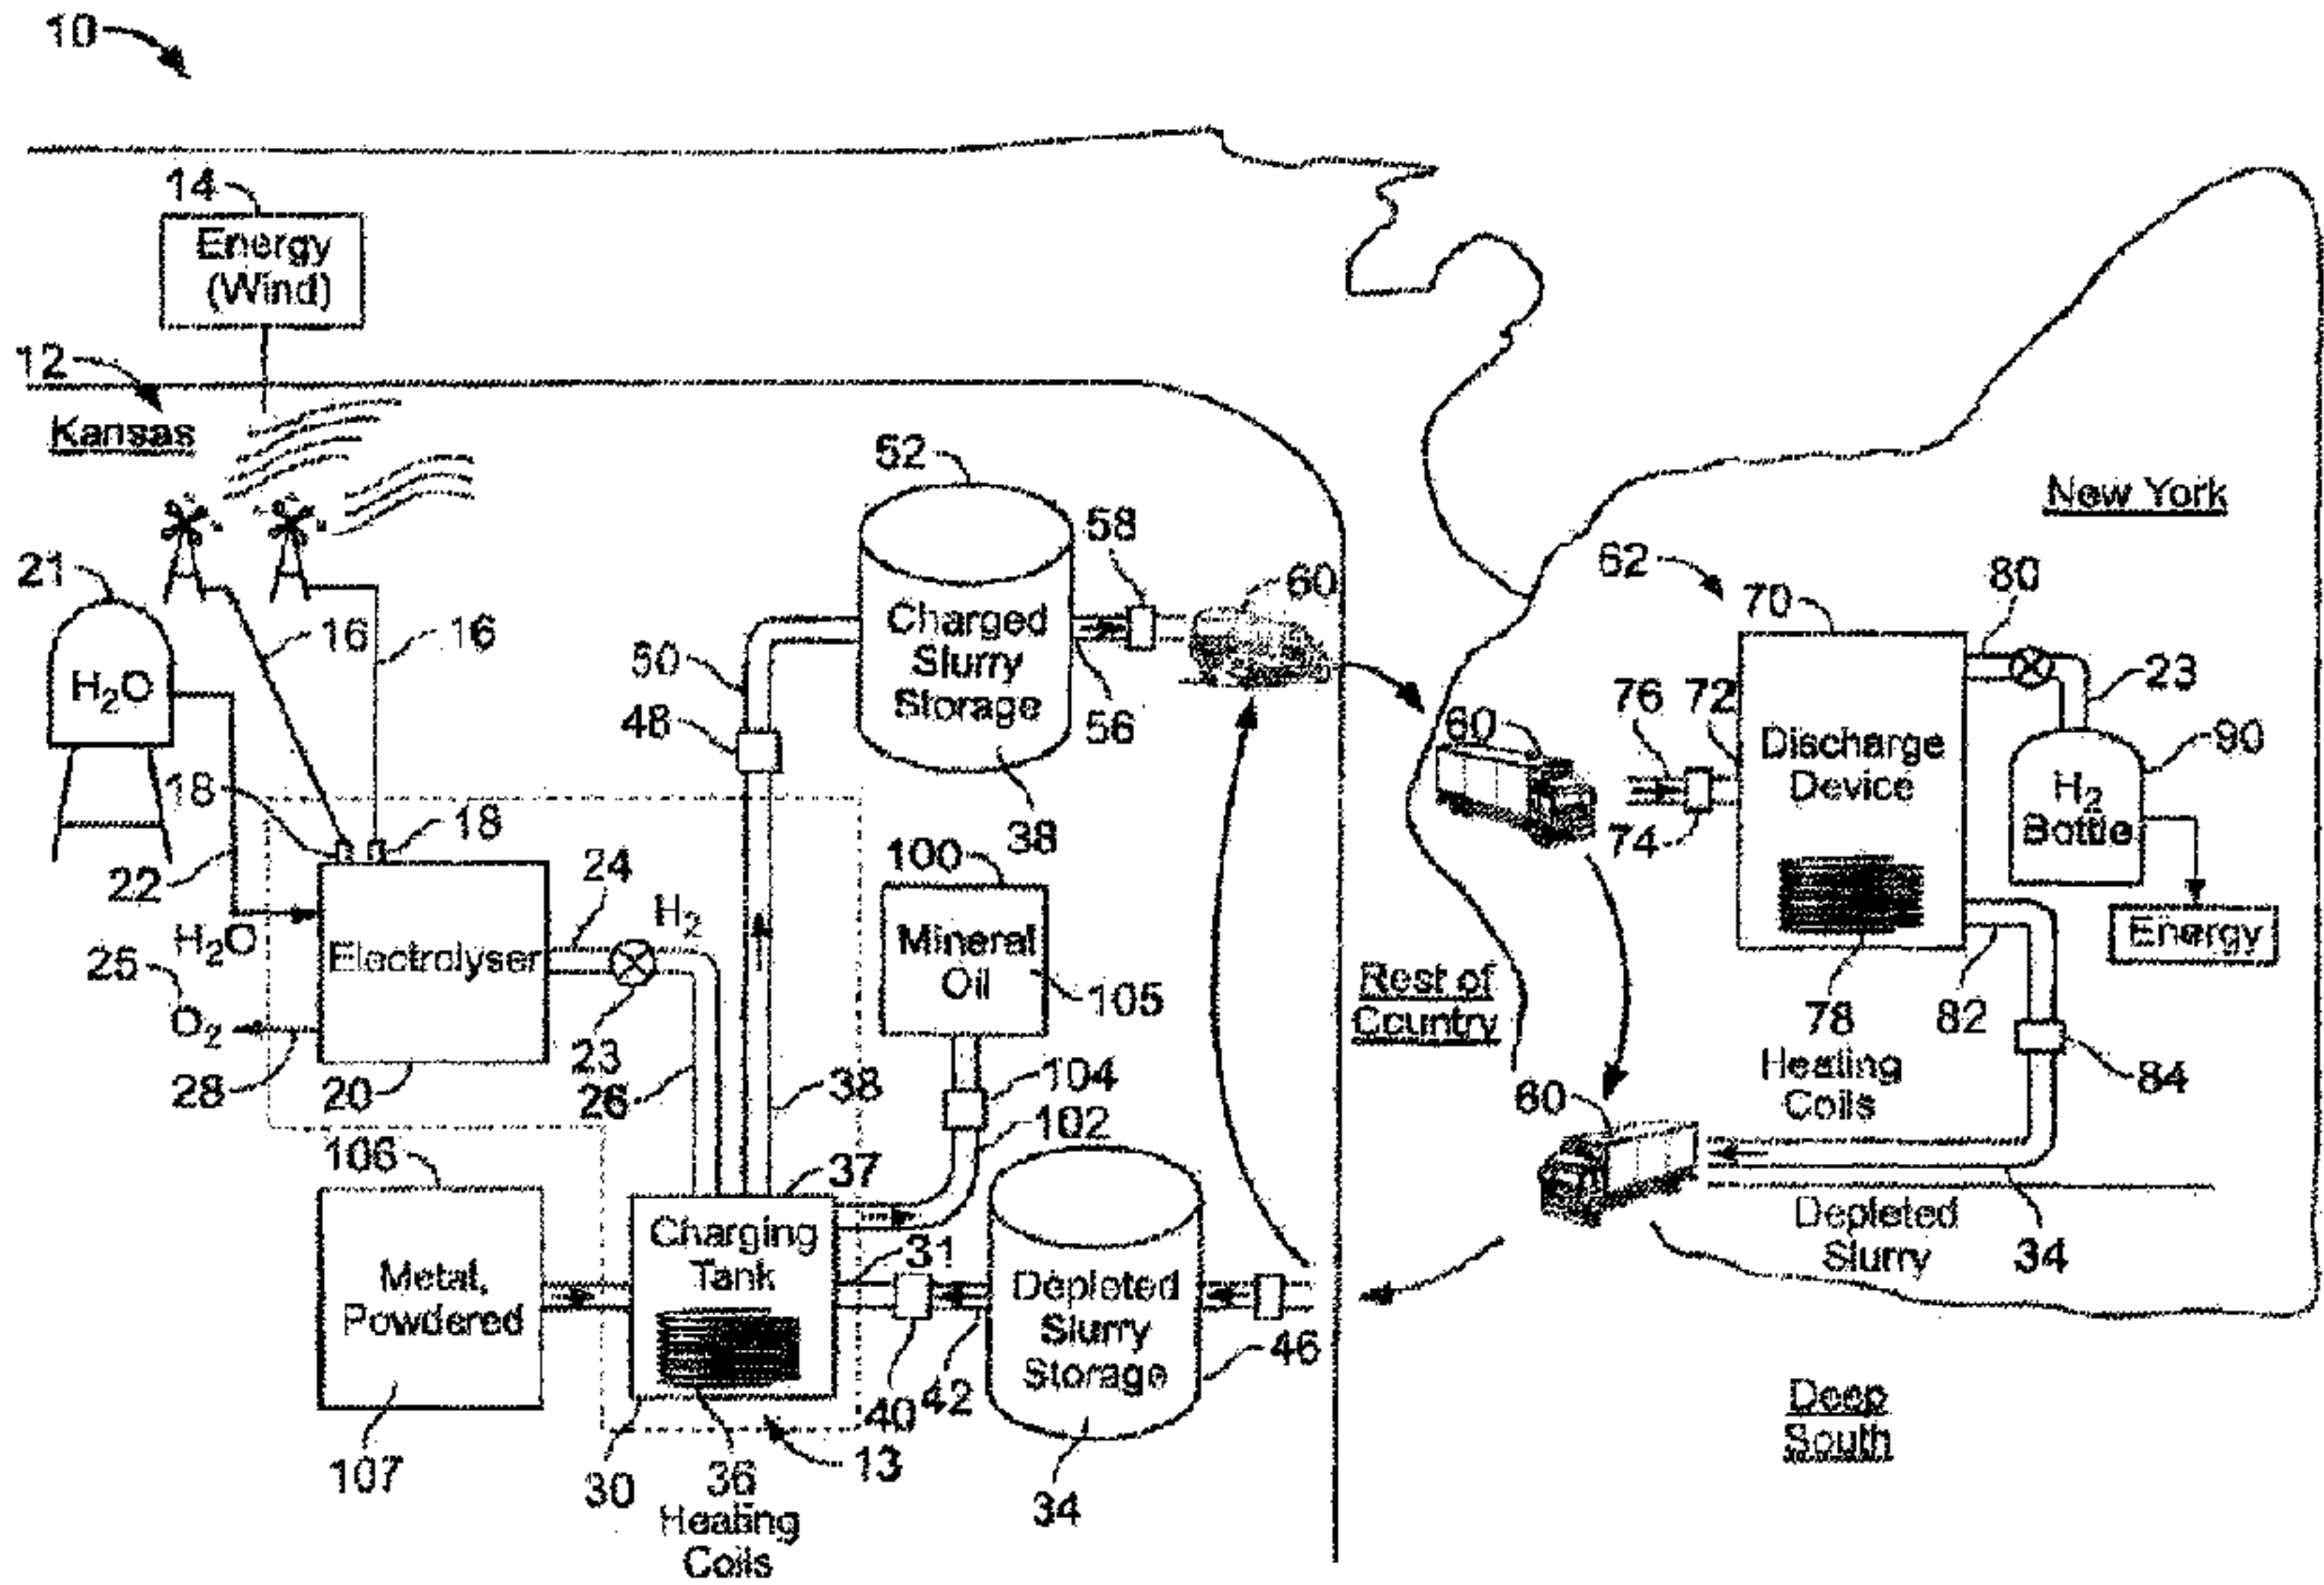 10
14
Energy
(Wind)
12
Kansas
52
New York
58
21
60
62
80
16
16
70
H2O
50
Charged
Slurry
Storage
76
72
23
48
56
60
Discharge
Device
90
18
18
38
74
H2
Bottle
22
24
H2
100
H2O
Electrolyser
Mineral
Oil
Energy
25
105
Rest of
Country
O2
78
82
28
20
23
26
38
104
Heating
Coils
84
102
60
106
37
Charging
Tank
31
Depleted
Slurry
34
Metal,
Powdered
Depleted
Slurry
Storage
46
40
42
Deep
South
107
30
36
13
34
Heating
Coils